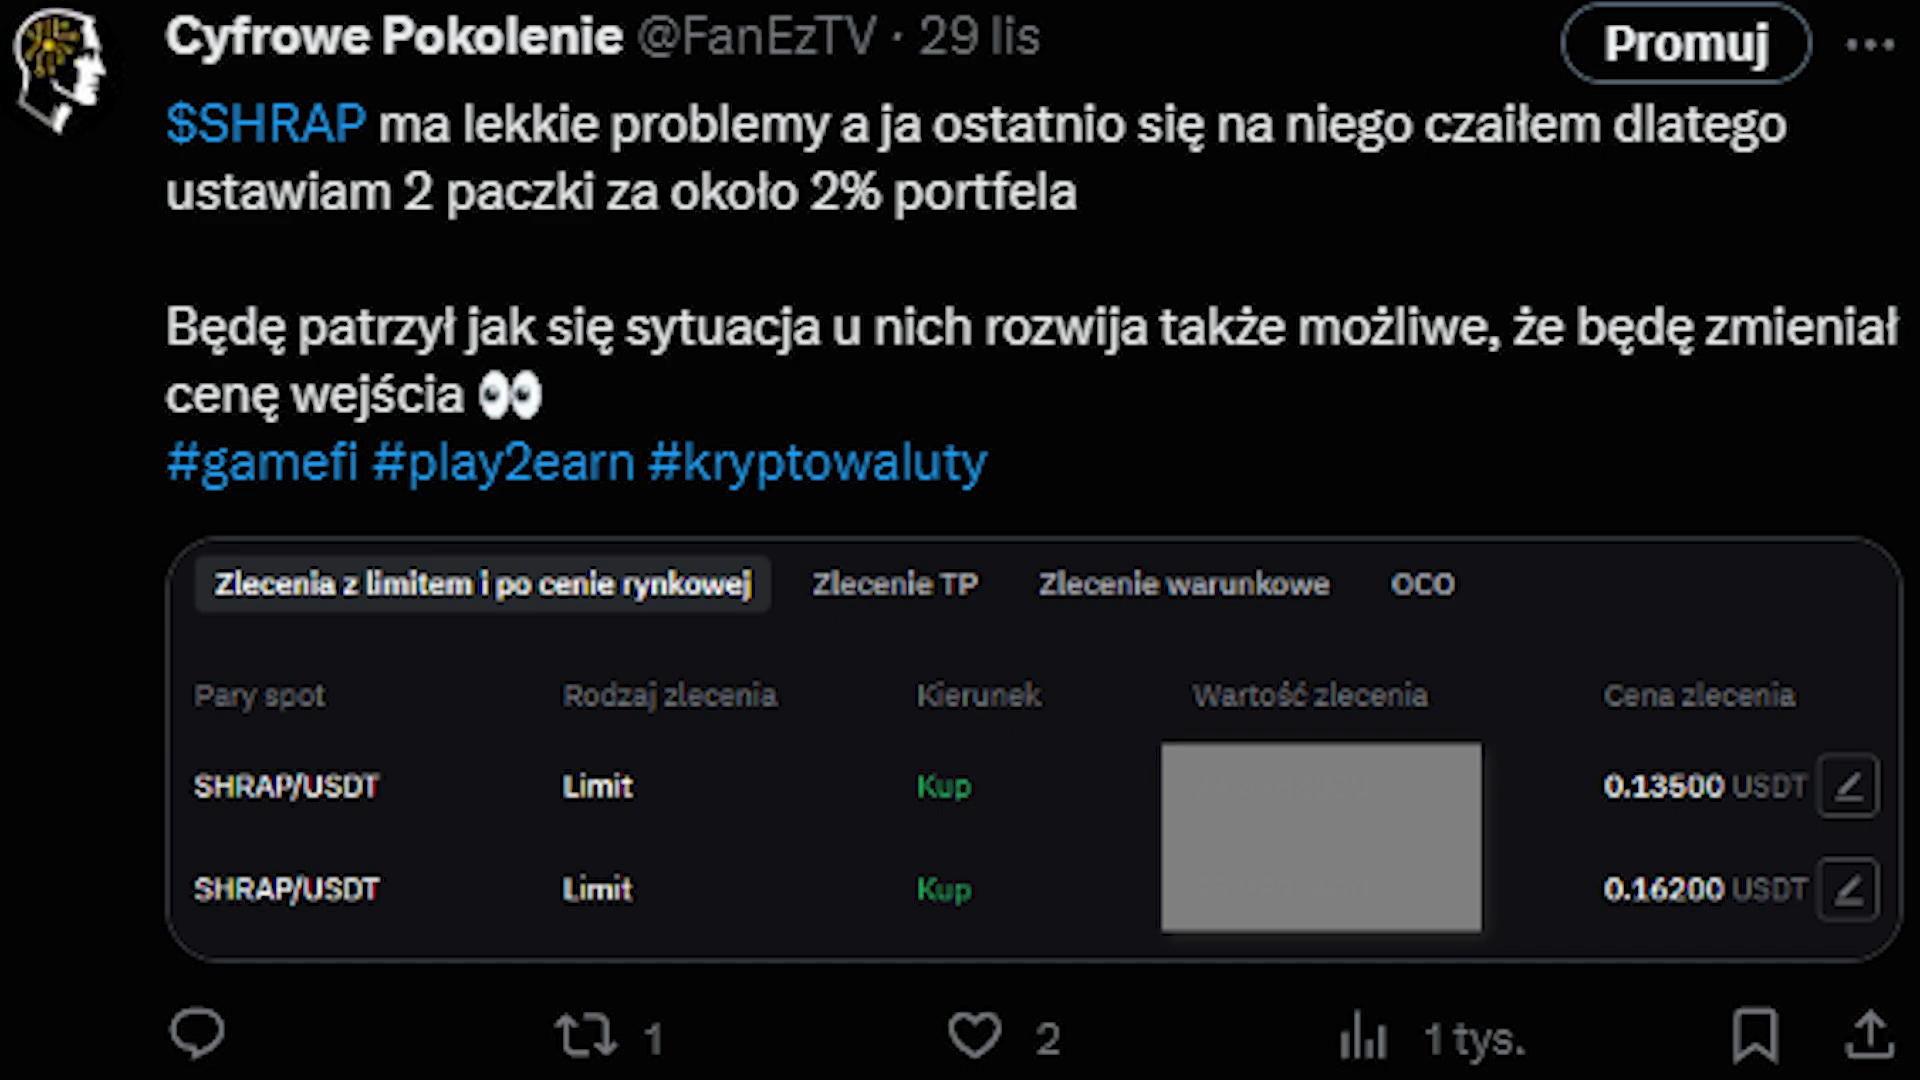 Cyfrowe Pokolenie @FanEzTV · 29 lis
Promuj
$SHRAP ma lekkie problemy a ja ostatnio się na niego czaiłem dlatego
ustawiam 2 paczki za około 2% portfela
Będę patrzył jak się sytuacja u nich rozwija także możliwe, że będę zmieniał
cenę wejścia 👀
#gamefi #play2earn #kryptowaluty
Zlecenia z limitem i po cenie rynkowej Zlecenie TP Zlecenie warunkowe OCO
Pary spot Rodzaj zlecenia Kierunek Wartość zlecenia Cena zlecenia
SHRAP/USDT Limit Kup 0.13500 USDT
SHRAP/USDT Limit Kup 0.16200 USDT
1 2 1 tys.